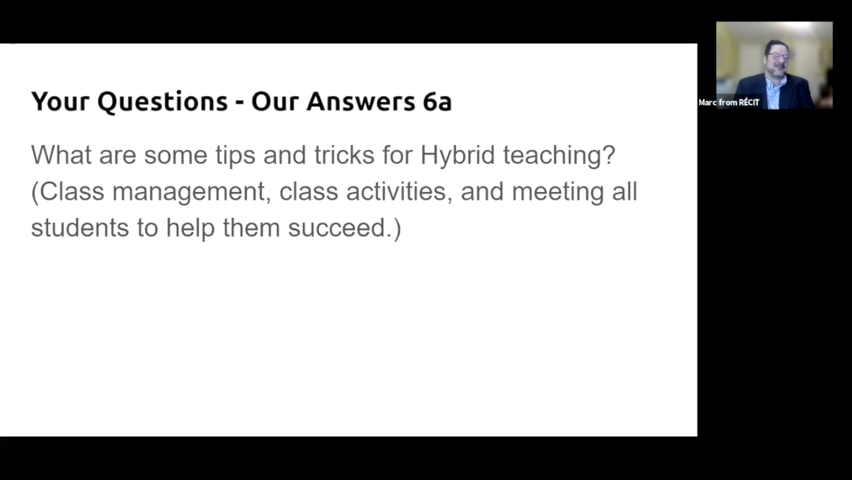 Your Questions - Our Answers 6a
What are some tips and tricks for Hybrid teaching?
(Class management, class activities, and meeting all
students to help them succeed.)
Marc from RÉCIT